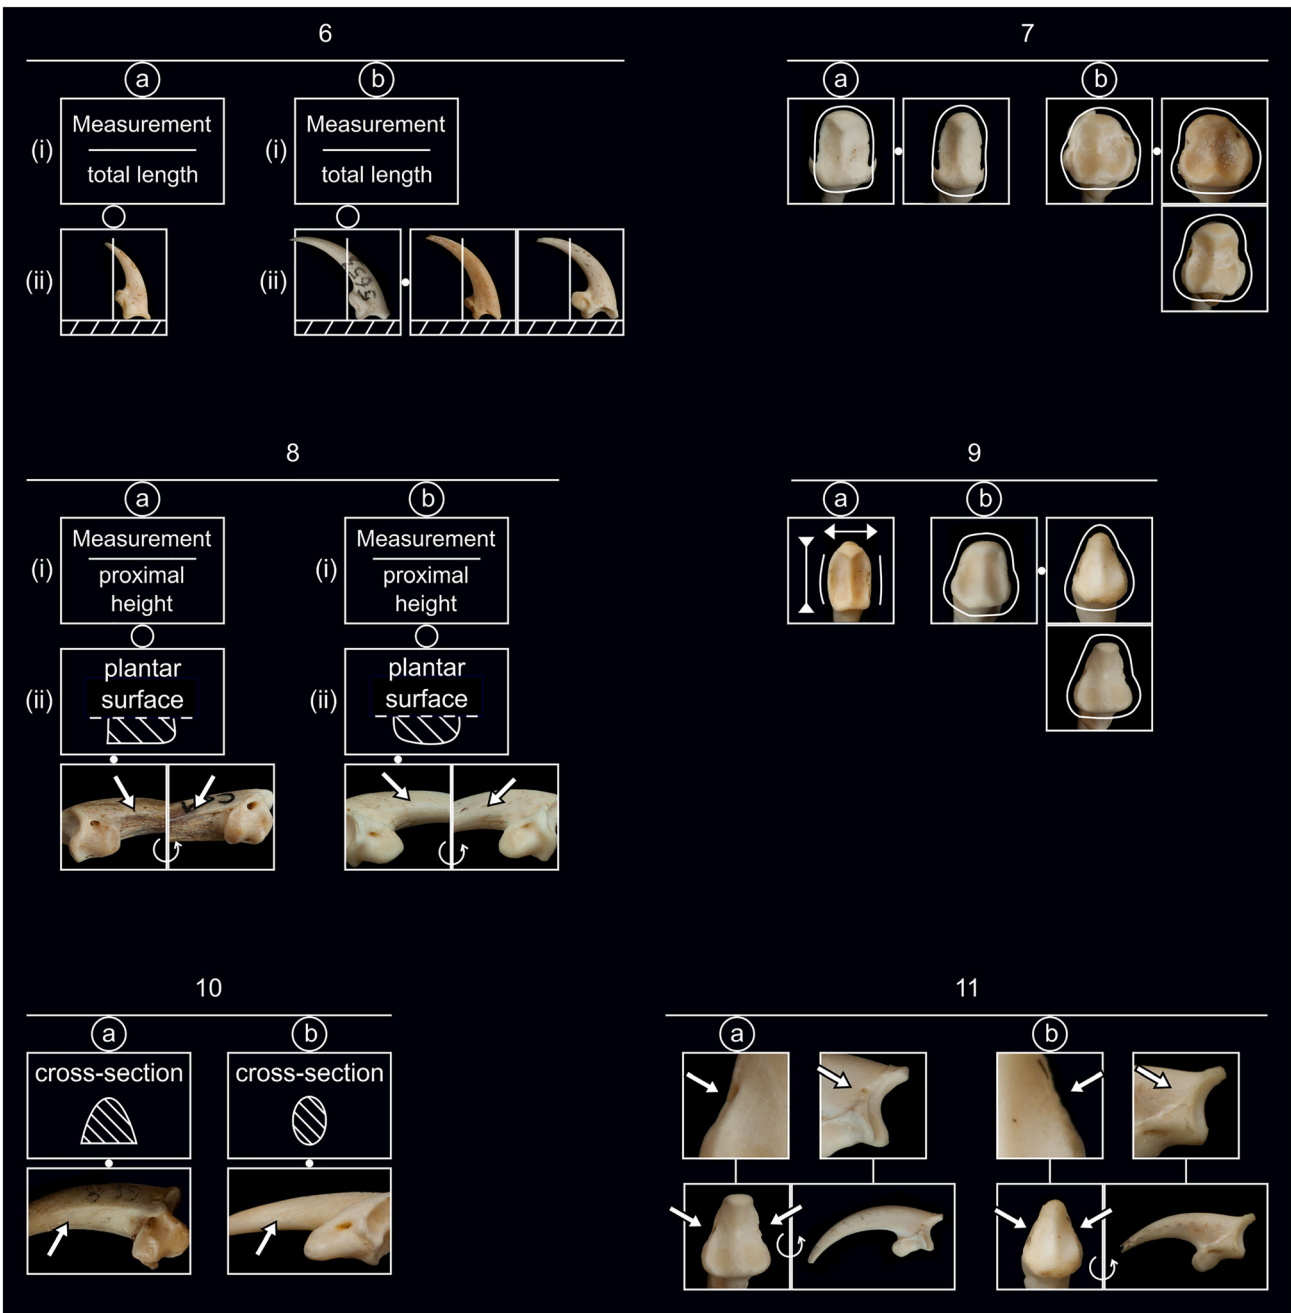 6
a
b
(i)
Measurement
total length
(i)
Measurement
total length
(ii)
(ii)
7
a
b
8
a
b
(i)
Measurement
proximal
height
(i)
Measurement
proximal
height
(ii)
plantar
surface
(ii)
plantar
surface
9
a
b
10
a
b
cross-section
cross-section
11
a
b